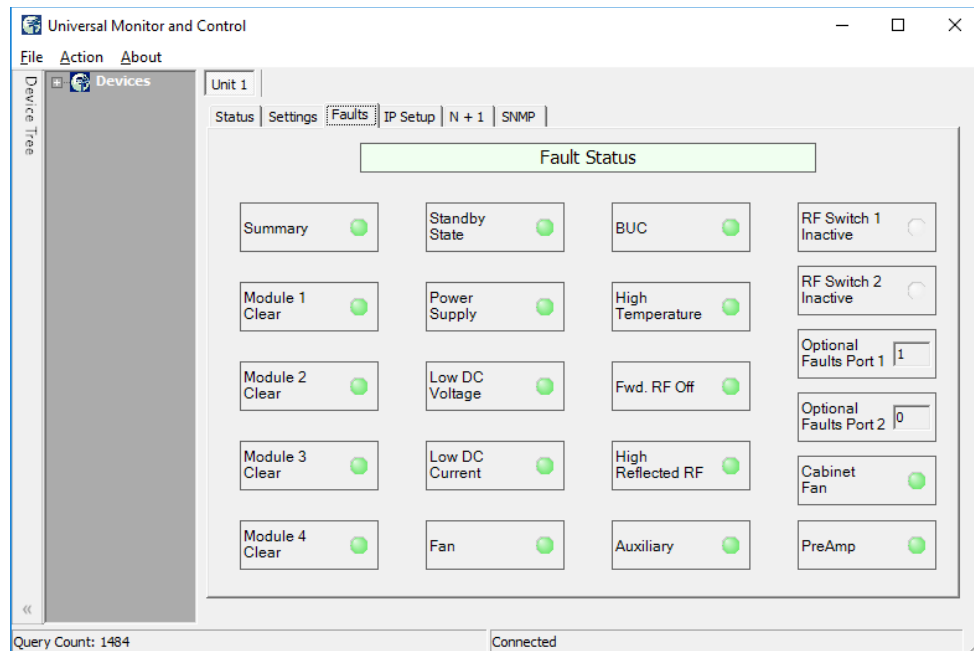 Universal Monitor and Control
File Action About
Device Tree
Devices
Unit 1
Status Settings Faults IP Setup N + 1 SNMP
Fault Status
Summary
Module 1
Clear
Module 2
Clear
Module 3
Clear
Module 4
Clear
Standby
State
Power
Supply
Low DC
Voltage
Low DC
Current
Fan
BUC
High
Temperature
Fwd. RF Off
High
Reflected RF
Auxiliary
RF Switch 1
Inactive
RF Switch 2
Inactive
Optional
Faults Port 1 1
Optional
Faults Port 2 0
Cabinet
Fan
PreAmp
Query Count: 1484
Connected